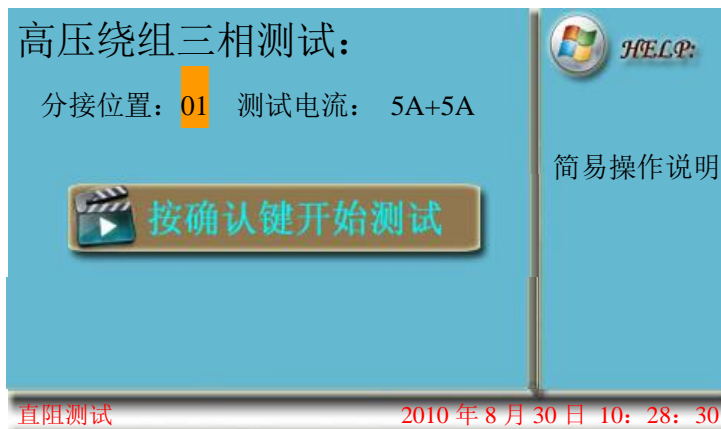 高压绕组三相测试：
分接位置：01 测试电流： 5A+5A
按确认键开始测试
HELP:
简易操作说明
直阻测试
2010 年 8 月 30 日 10：28：30